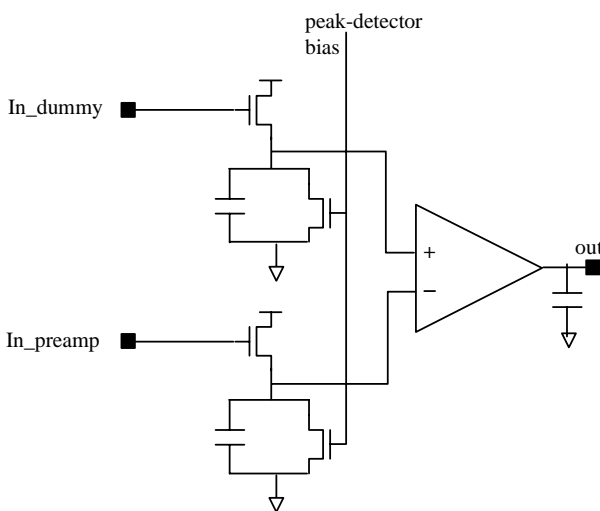 peak-detector
bias
In_dummy
+
out
−
In_preamp